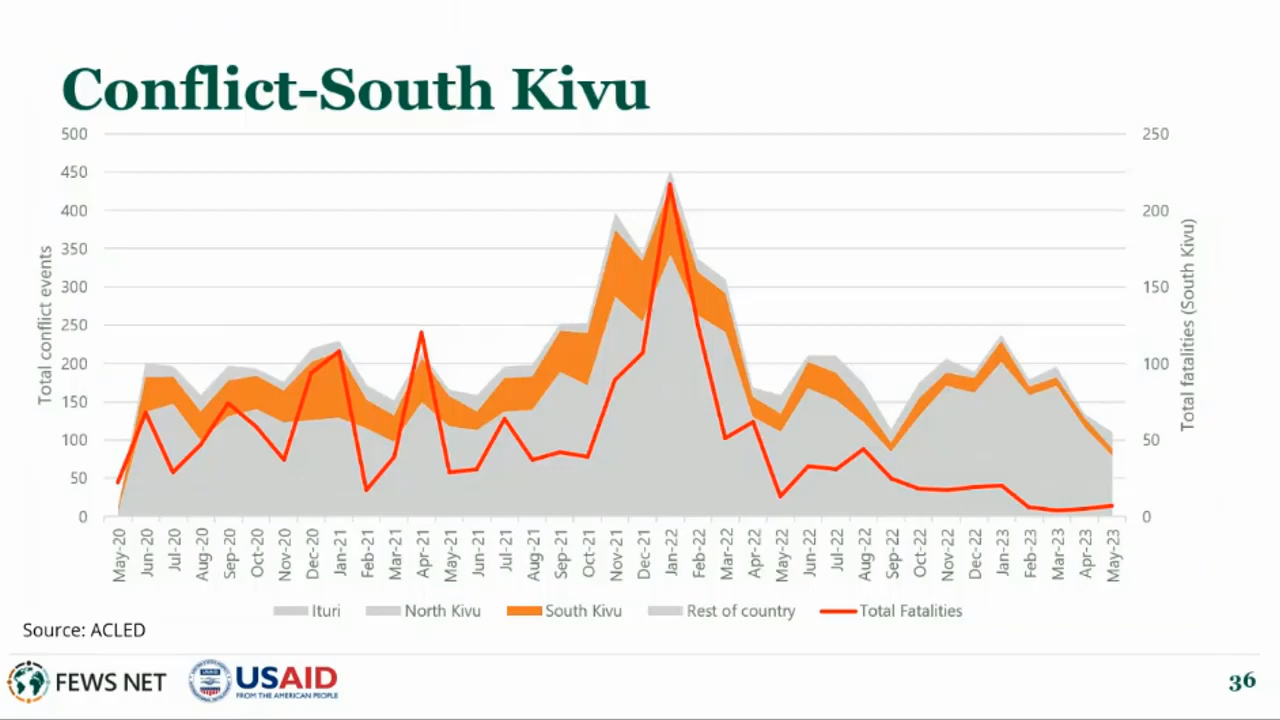 Conflict-South Kivu
500
450
400
350
300
250
200
150
100
50
0
Total conflict events
250
200
150
100
50
0
Total fatalities (South Kivu)
May-20
Jun-20
Jul-20
Aug-20
Sep-20
Oct-20
Nov-20
Dec-20
Jan-21
Feb-21
Mar-21
Apr-21
May-21
Jun-21
Jul-21
Aug-21
Sep-21
Oct-21
Nov-21
Dec-21
Jan-22
Feb-22
Mar-22
Apr-22
May-22
Jun-22
Jul-22
Aug-22
Sep-22
Oct-22
Nov-22
Dec-22
Jan-23
Feb-23
Mar-23
Apr-23
May-23
Ituri North Kivu South Kivu Rest of country Total Fatalities
Source: ACLED
FEWS NET
USAID
FROM THE AMERICAN PEOPLE
36